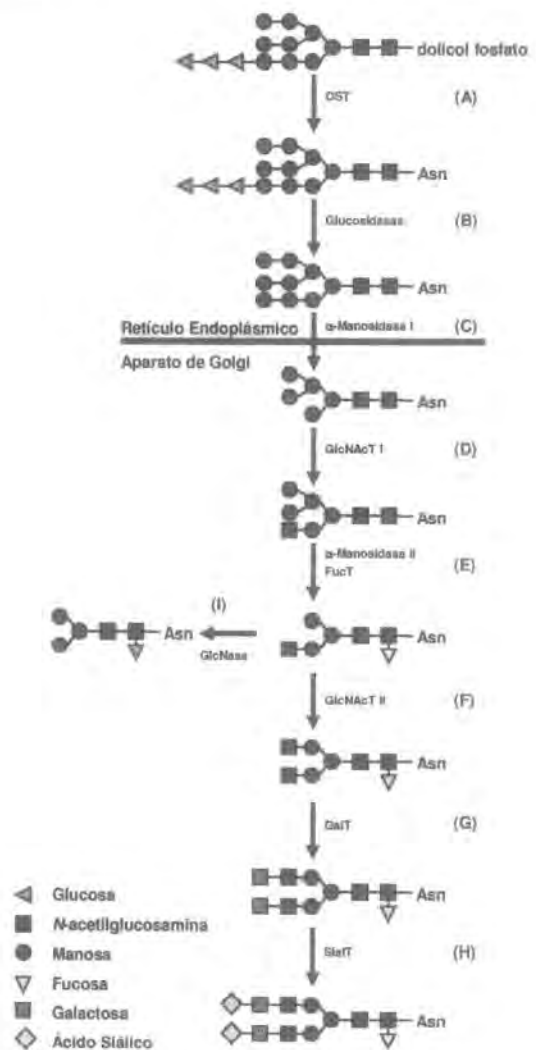 dolicol fosfato
OST (A)
Asn
Glucosidasas (B)
Asn
Retículo Endoplásmico α-Manosidasa I (C)
Aparato de Golgi
Asn
GlcNAcT I (D)
Asn
α-Manosidasa II
FucT (E)
(I)
Asn
GlcNasa
Asn
GlcNAcT II (F)
Asn
GalT (G)
Glucosa
Asn
N-acetilglucosamina
Manosa
SialT (H)
Fucosa
Galactosa
Ácido Siálico
Asn